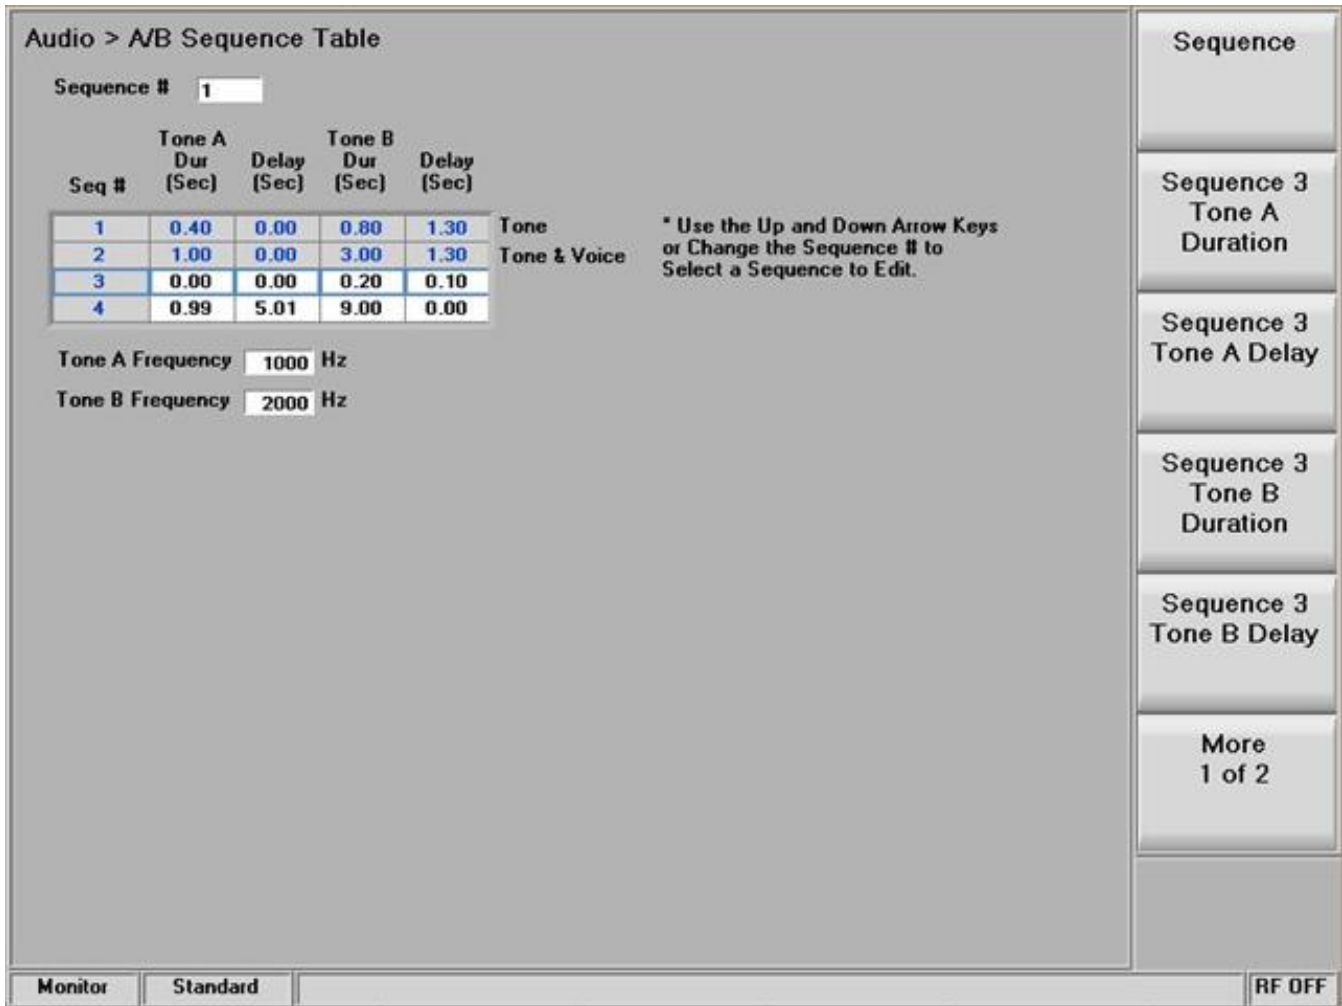 Audio > A/B Sequence Table
Sequence # 1
Seq # Tone A Dur (Sec) Delay (Sec) Tone B Dur (Sec) Delay (Sec)
1 0.40 0.00 0.80 1.30 Tone
2 1.00 0.00 3.00 1.30 Tone & Voice
3 0.00 0.00 0.20 0.10
4 0.99 5.01 9.00 0.00
* Use the Up and Down Arrow Keys
or Change the Sequence # to
Select a Sequence to Edit.
Tone A Frequency 1000 Hz
Tone B Frequency 2000 Hz
Sequence
Sequence 3
Tone A
Duration
Sequence 3
Tone A Delay
Sequence 3
Tone B
Duration
Sequence 3
Tone B Delay
More
1 of 2
Monitor Standard RF OFF